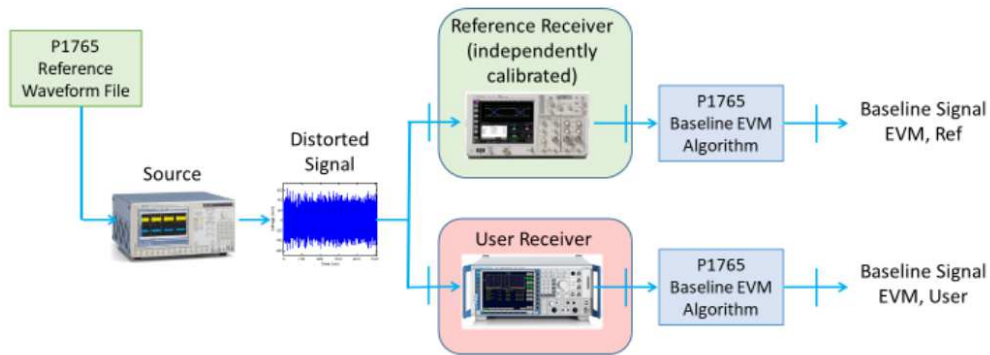 P1765
Reference
Waveform File
Source
Distorted
Signal
Reference Receiver
(independently
calibrated)
P1765
Baseline EVM
Algorithm
Baseline Signal
EVM, Ref
User Receiver
P1765
Baseline EVM
Algorithm
Baseline Signal
EVM, User